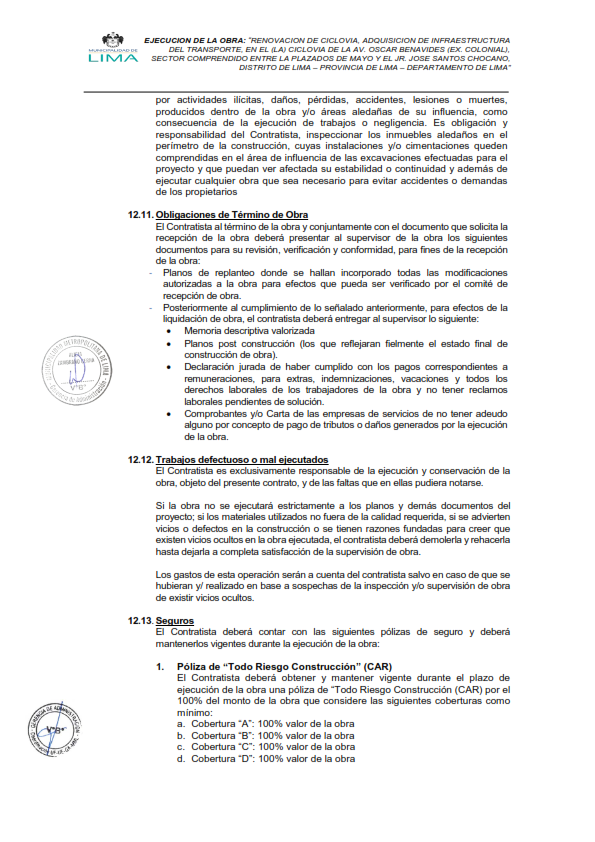 MUNICIPALIDAD DE
LIMA
EJECUCION DE LA OBRA: "RENOVACION DE CICLOVIA, ADQUISICION DE INFRAESTRUCTURA
DEL TRANSPORTE, EN EL (LA) CICLOVIA DE LA AV. OSCAR BENAVIDES (EX. COLONIAL),
SECTOR COMPRENDIDO ENTRE LA PLAZADOS DE MAYO Y EL JR. JOSE SANTOS CHOCANO,
DISTRITO DE LIMA – PROVINCIA DE LIMA – DEPARTAMENTO DE LIMA"
por actividades ilícitas, daños, pérdidas, accidentes, lesiones o muertes,
producidos dentro de la obra y/o áreas aledañas de su influencia, como
consecuencia de la ejecución de trabajos o negligencia. Es obligación y
responsabilidad del Contratista, inspeccionar los inmuebles aledaños en el
perímetro de la construcción, cuyas instalaciones y/o cimentaciones queden
comprendidas en el área de influencia de las excavaciones efectuadas para el
proyecto y que puedan ver afectada su estabilidad o continuidad y además de
ejecutar cualquier obra que sea necesario para evitar accidentes o demandas
de los propietarios
12.11. Obligaciones de Término de Obra
El Contratista al término de la obra y conjuntamente con el documento que solicita la
recepción de la obra deberá presentar al supervisor de la obra los siguientes
documentos para su revisión, verificación y conformidad, para fines de la recepción
de la obra:
- Planos de replanteo donde se hallan incorporado todas las modificaciones
autorizadas a la obra para efectos que pueda ser verificado por el comité de
recepción de obra.
- Posteriormente al cumplimiento de lo señalado anteriormente, para efectos de la
liquidación de obra, el contratista deberá entregar al supervisor lo siguiente:
• Memoria descriptiva valorizada
• Planos post construcción (los que reflejaran fielmente el estado final de
construcción de obra).
• Declaración jurada de haber cumplido con los pagos correspondientes a
remuneraciones, para extras, indemnizaciones, vacaciones y todos los
derechos laborales de los trabajadores de la obra y no tener reclamos
laborales pendientes de solución.
• Comprobantes y/o Carta de las empresas de servicios de no tener adeudo
alguno por concepto de pago de tributos o daños generados por la ejecución
de la obra.
12.12. Trabajos defectuoso o mal ejecutados
El Contratista es exclusivamente responsable de la ejecución y conservación de la
obra, objeto del presente contrato, y de las faltas que en ellas pudiera notarse.
Si la obra no se ejecutará estrictamente a los planos y demás documentos del
proyecto; si los materiales utilizados no fuera de la calidad requerida, si se advierten
vicios o defectos en la construcción o se tienen razones fundadas para creer que
existen vicios ocultos en la obra ejecutada, el contratista deberá demolerla y rehacerla
hasta dejarla a completa satisfacción de la supervisión de obra.
Los gastos de esta operación serán a cuenta del contratista salvo en caso de que se
hubieran y/ realizado en base a sospechas de la inspección y/o supervisión de obra
de existir vicios ocultos.
12.13. Seguros
El Contratista deberá contar con las siguientes pólizas de seguro y deberá
mantenerlos vigentes durante la ejecución de la obra:
1. Póliza de "Todo Riesgo Construcción" (CAR)
El Contratista deberá obtener y mantener vigente durante el plazo de
ejecución de la obra una póliza de "Todo Riesgo Construcción (CAR) por el
100% del monto de la obra que considere las siguientes coberturas como
mínimo:
a. Cobertura "A": 100% valor de la obra
b. Cobertura "B": 100% valor de la obra
c. Cobertura "C": 100% valor de la obra
d. Cobertura "D": 100% valor de la obra
GERENCIA DE ADMINISTRACION
V°B°